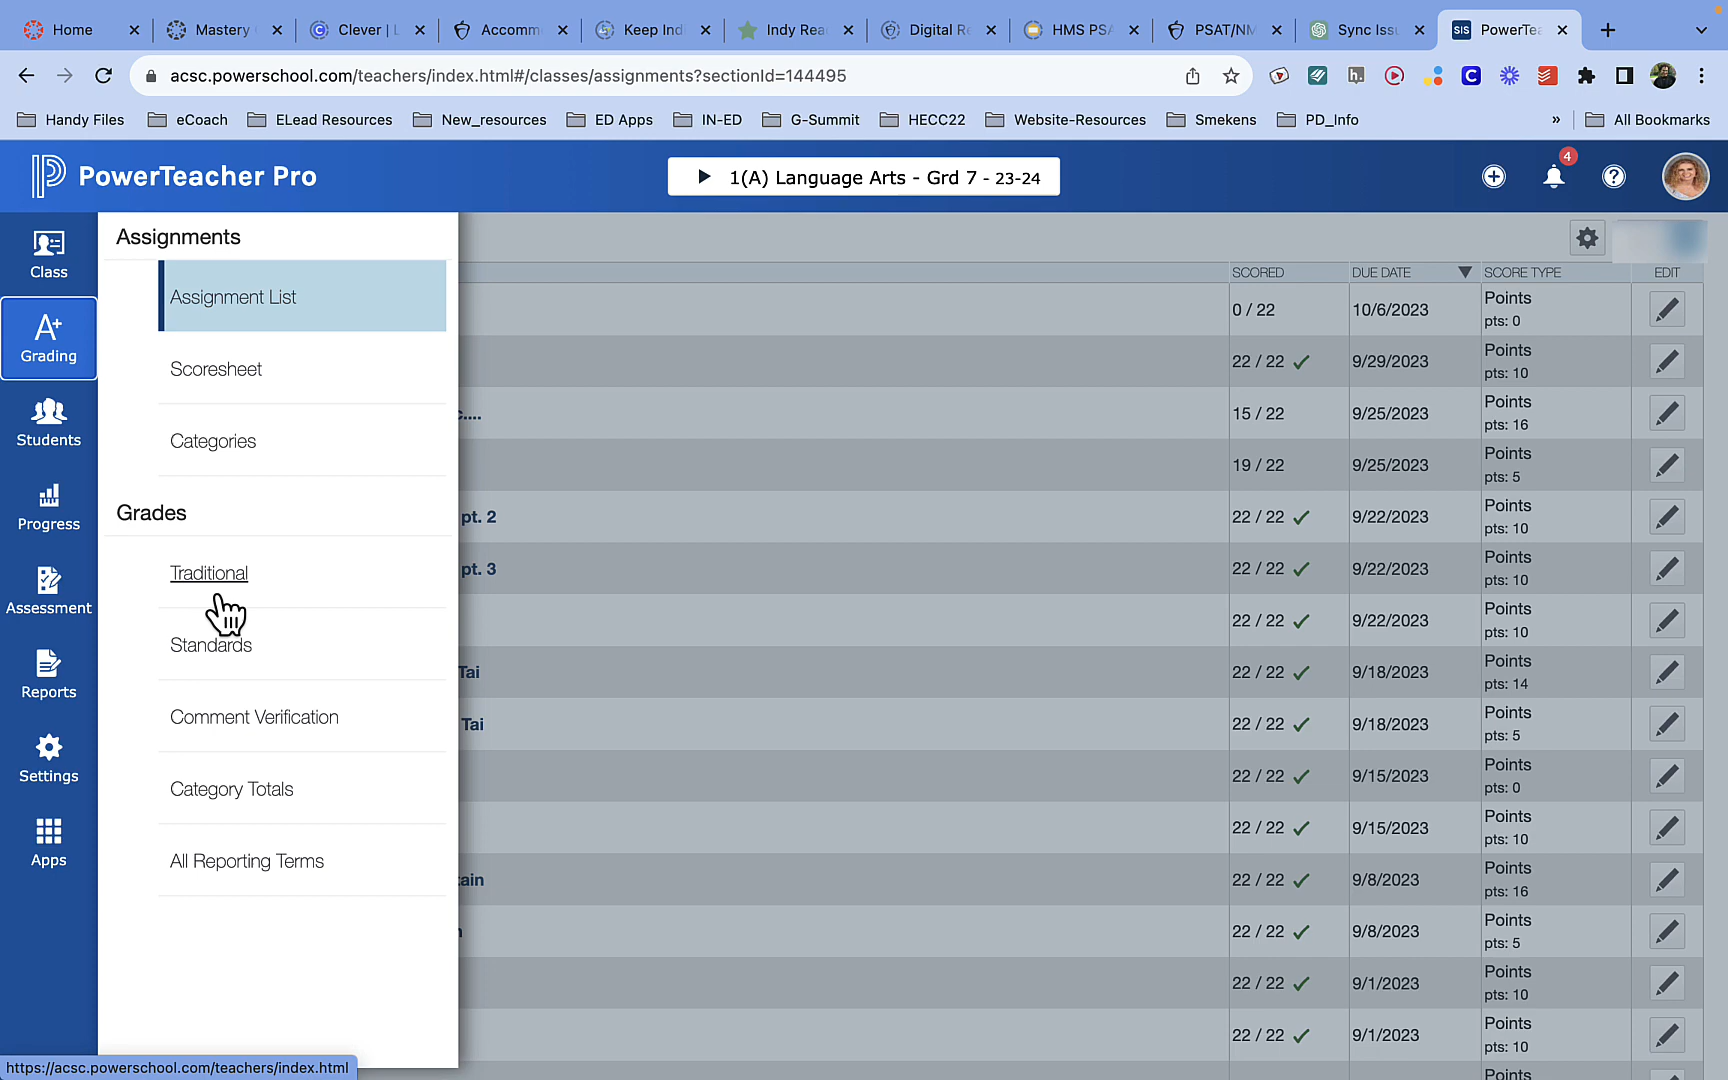 Home
Mastery
Clever | L
Accomm
Keep Ind
Indy Rea
Digital Re
HMS PSA
PSAT/NM
Sync Issu
SIS PowerTea
acsc.powerschool.com/teachers/index.html#/classes/assignments?sectionId=144495
Handy Files
eCoach
ELead Resources
New_resources
ED Apps
IN-ED
G-Summit
HECC22
Website-Resources
Smekens
PD_Info
»
All Bookmarks
PowerTeacher Pro
1(A) Language Arts - Grd 7 - 23-24
4
Class
Grading
Students
Progress
Assessment
Reports
Settings
Apps
Assignments
Assignment List
Scoresheet
Categories
Grades
Traditional
Standards
Comment Verification
Category Totals
All Reporting Terms
SCORED DUE DATE SCORE TYPE EDIT
0 / 22 10/6/2023 Points
pts: 0
22 / 22 9/29/2023 Points
pts: 10
c.... 15 / 22 9/25/2023 Points
pts: 16
19 / 22 9/25/2023 Points
pts: 5
pt. 2 22 / 22 9/22/2023 Points
pts: 10
pt. 3 22 / 22 9/22/2023 Points
pts: 10
22 / 22 9/22/2023 Points
pts: 10
Tai 22 / 22 9/18/2023 Points
pts: 14
Tai 22 / 22 9/18/2023 Points
pts: 5
22 / 22 9/15/2023 Points
pts: 0
22 / 22 9/15/2023 Points
pts: 10
tain 22 / 22 9/8/2023 Points
pts: 16
22 / 22 9/8/2023 Points
pts: 5
22 / 22 9/1/2023 Points
pts: 10
22 / 22 9/1/2023 Points
pts: 10
Points
https://acsc.powerschool.com/teachers/index.html